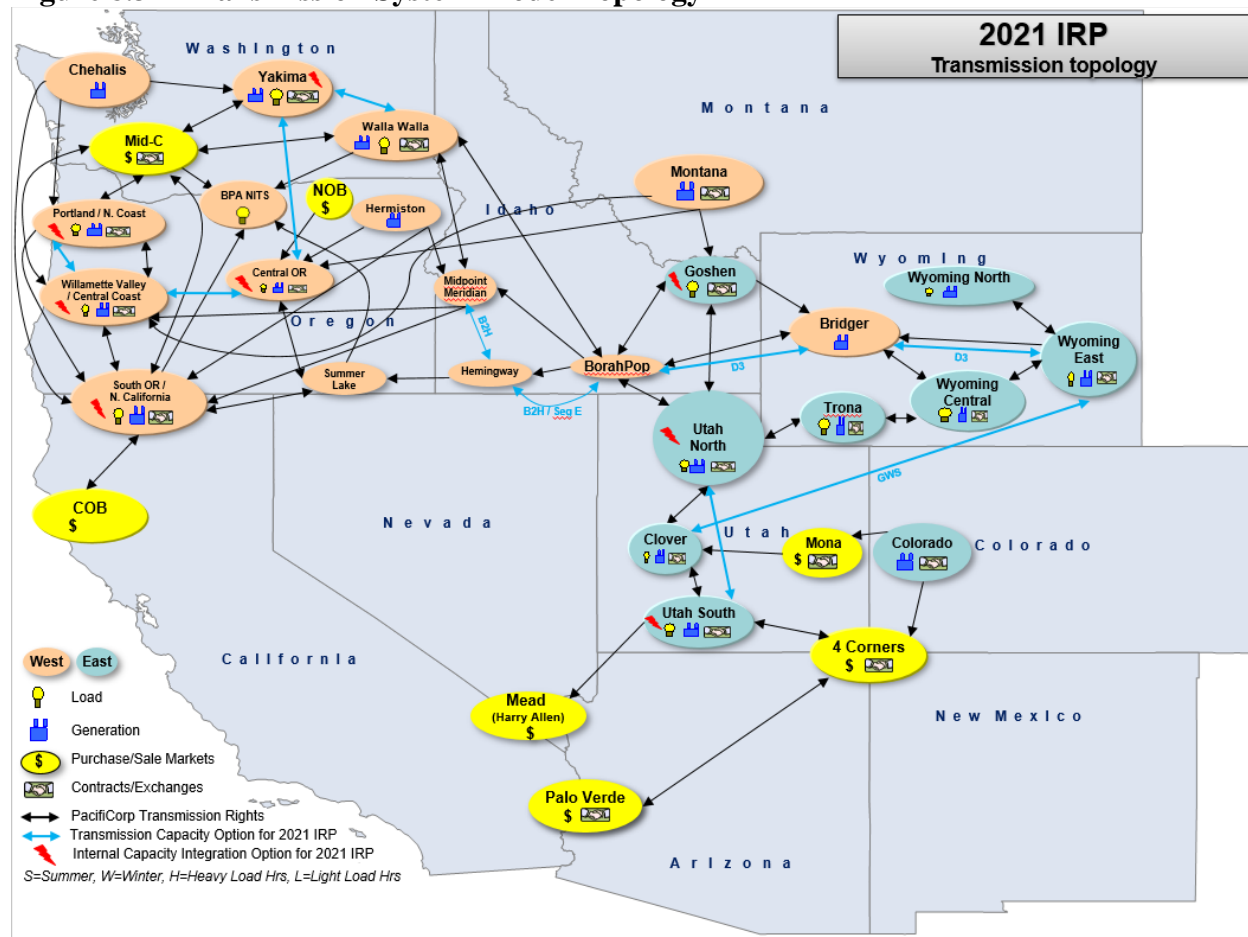 Figure Transmission System Model Topology
2021 IRP
Transmission topology
Washington
Chehalis
Yakima
Montana
Mid-C
$
Walla Walla
Montana
BPA NITS
NOB
$
Hermiston
Idaho
Portland / N. Coast
Wyoming
Goshen
Wyoming North
Central OR
Willamette Valley
/ Central Coast
Midpoint
Meridian
Oregon
B2H
Bridger
Wyoming
East
D3
D3
BorahPop
Hemingway
Summer
Lake
South OR /
N. California
Wyoming
Central
B2H / Seg E
Trona
Utah
North
GWS
COB
$
Nevada
Utah
Clover
Mona
$
Colorado
Colorado
Utah South
4 Corners
$
California
West
East
Load
Generation
$
Purchase/Sale Markets
Contracts/Exchanges
PacifiCorp Transmission Rights
Transmission Capacity Option for 2021 IRP
Internal Capacity Integration Option for 2021 IRP
S=Summer, W=Winter, H=Heavy Load Hrs, L=Light Load Hrs
Mead
(Harry Allen)
$
New Mexico
Palo Verde
$
Arizona